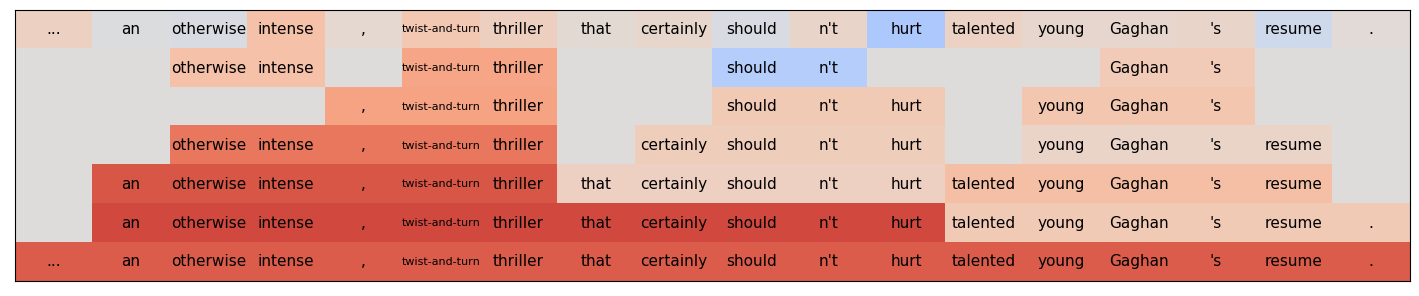 ... an otherwise intense , twist-and-turn thriller that certainly should n't hurt talented young Gaghan 's resume .
otherwise intense twist-and-turn thriller should n't Gaghan 's
, twist-and-turn thriller should n't hurt young Gaghan 's
otherwise intense , twist-and-turn thriller certainly should n't hurt young Gaghan 's resume
an otherwise intense , twist-and-turn thriller that certainly should n't hurt talented young Gaghan 's resume
an otherwise intense , twist-and-turn thriller that certainly should n't hurt talented young Gaghan 's resume .
... an otherwise intense , twist-and-turn thriller that certainly should n't hurt talented young Gaghan 's resume .